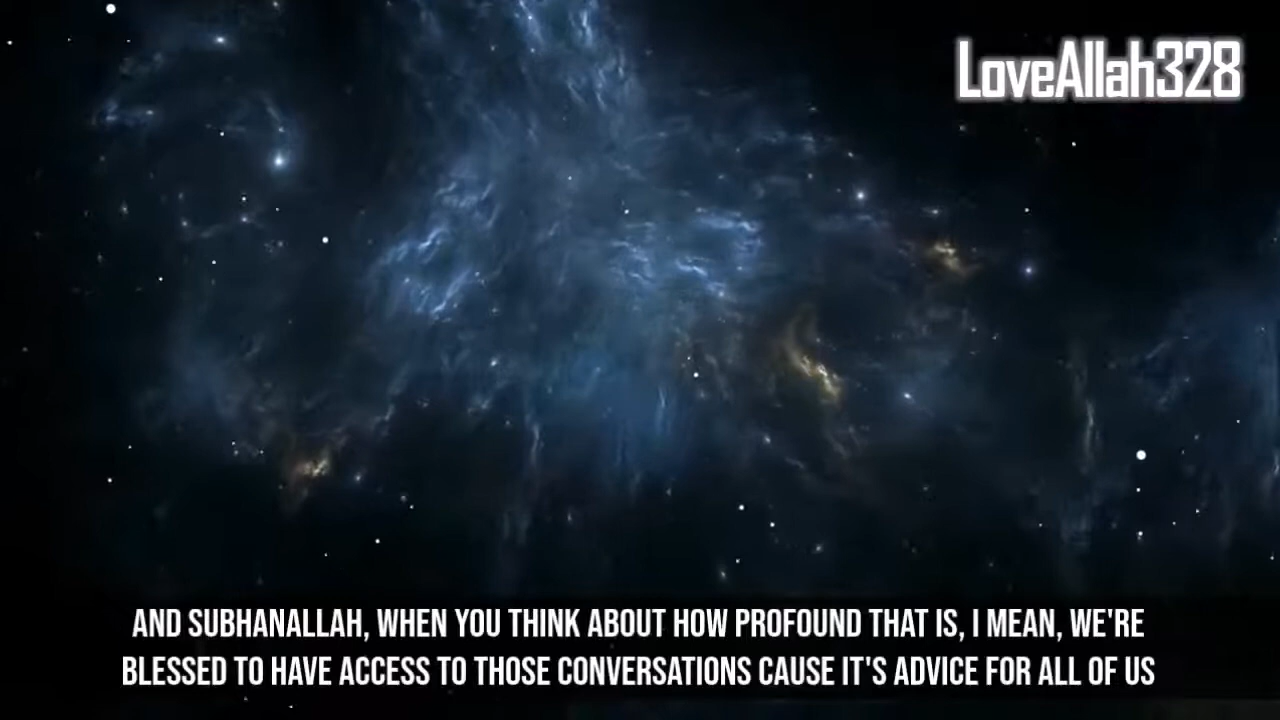 LoveAllah328
AND SUBHANALLAH, WHEN YOU THINK ABOUT HOW PROFOUND THAT IS, I MEAN, WE'RE
BLESSED TO HAVE ACCESS TO THOSE CONVERSATIONS CAUSE IT'S ADVICE FOR ALL OF US